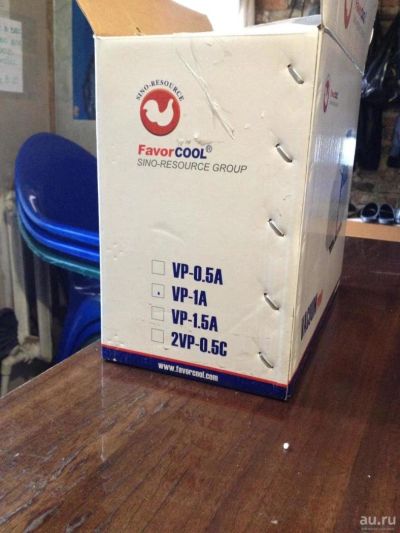 SINO-RESOURCE
FavorCOOL®
SINO-RESOURCE GROUP
VP-0.5A
VP-1A
VP-1.5A
2VP-0.5C
www.favorcool.com
au.ru